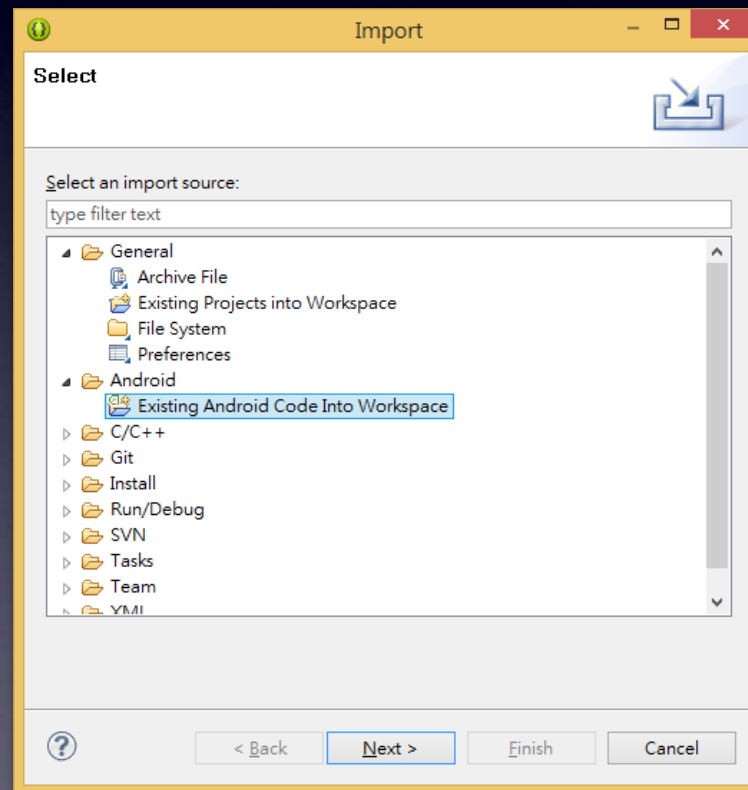 Import
Select
Select an import source:
type filter text
General
Archive File
Existing Projects into Workspace
File System
Preferences
Android
Existing Android Code Into Workspace
C/C++
Git
Install
Run/Debug
SVN
Tasks
Team
XML
< Back Next > Finish Cancel